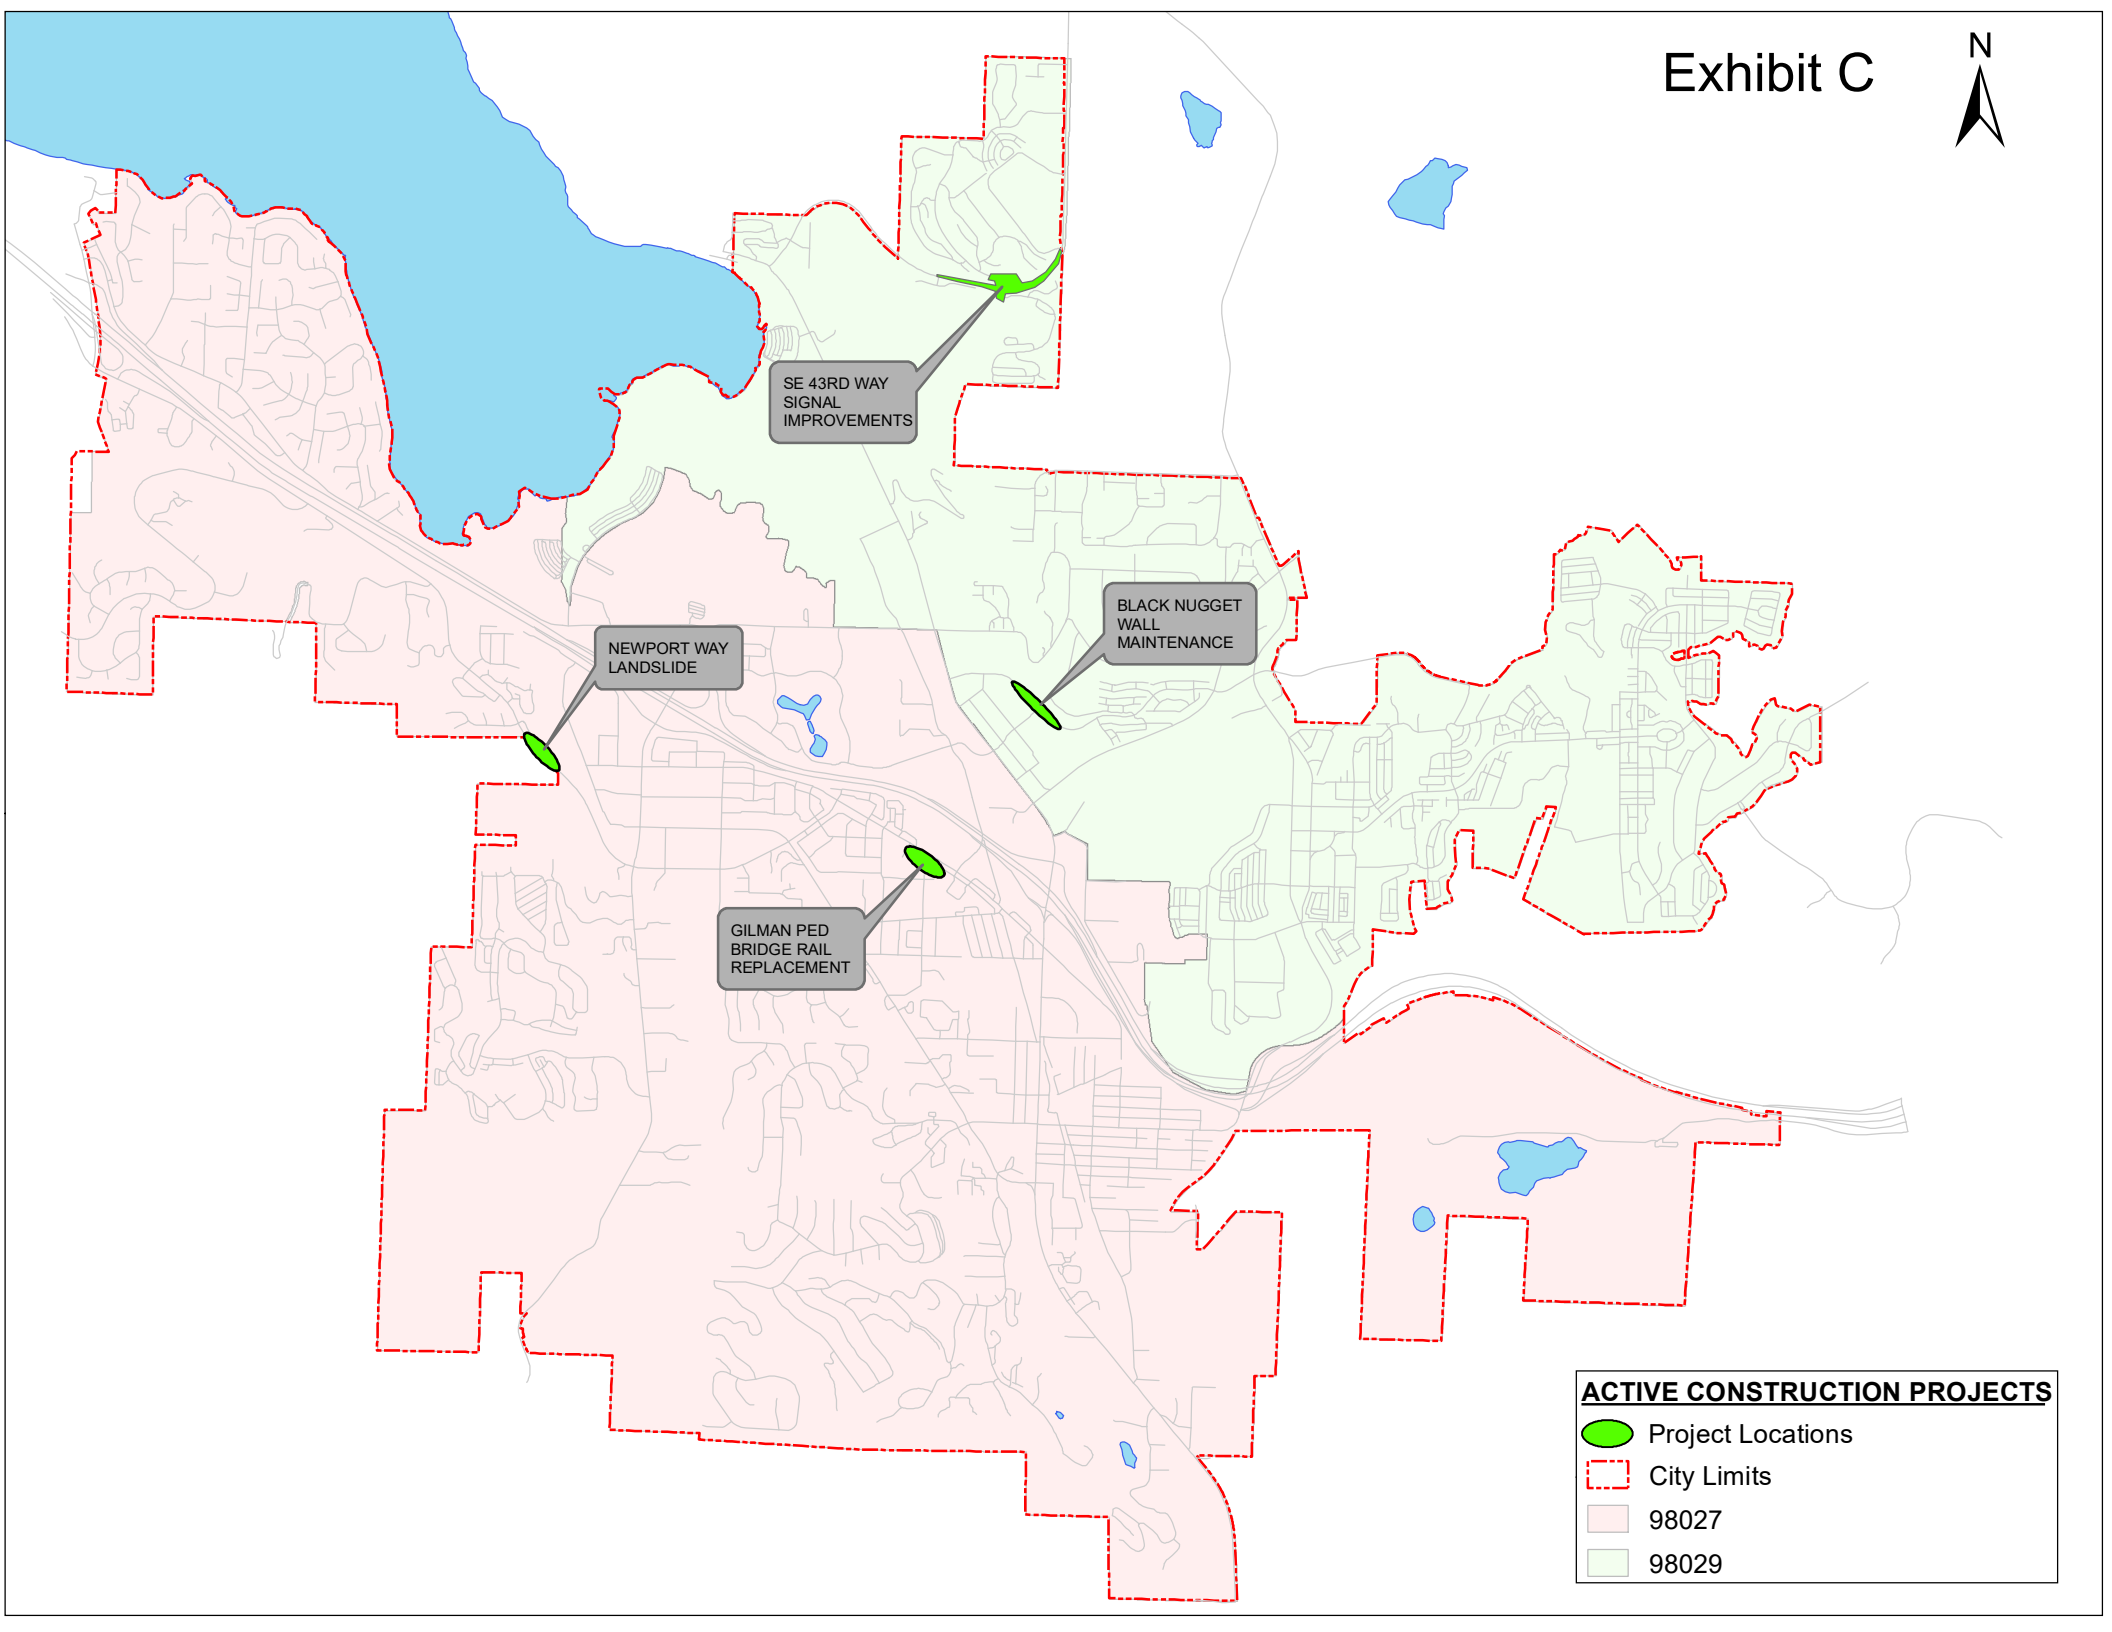 Exhibit C
N
SE 43RD WAY
SIGNAL
IMPROVEMENTS
BLACK NUGGET
WALL
MAINTENANCE
NEWPORT WAY
LANDSLIDE
GILMAN PED
BRIDGE RAIL
REPLACEMENT
ACTIVE CONSTRUCTION PROJECTS
Project Locations
City Limits
98027
98029